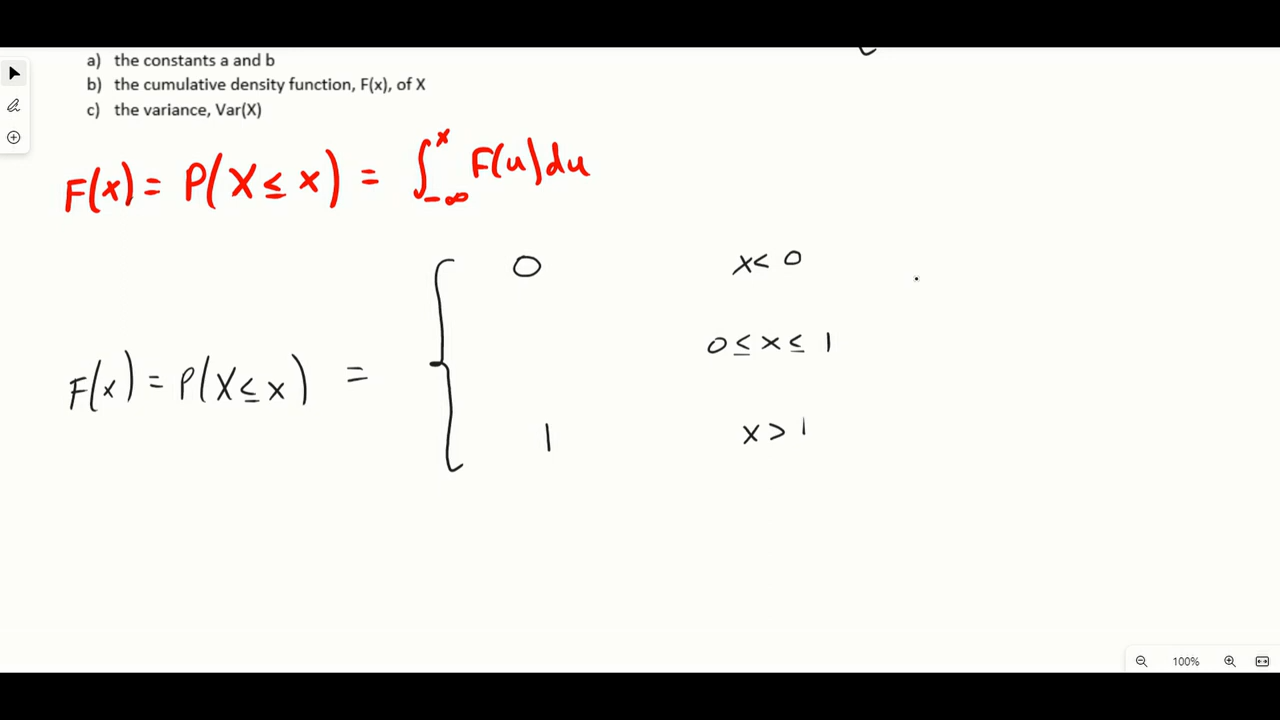 a) the constants a and b
b) the cumulative density function, F(x), of X
c) the variance, Var(X)
F(x) = P(X ≤ x) = ∫_{-∞}^{x} F(u) du
0 x < 0
0 ≤ x ≤ 1
F(x) = P(X ≤ x) =
1 x > 1
100%